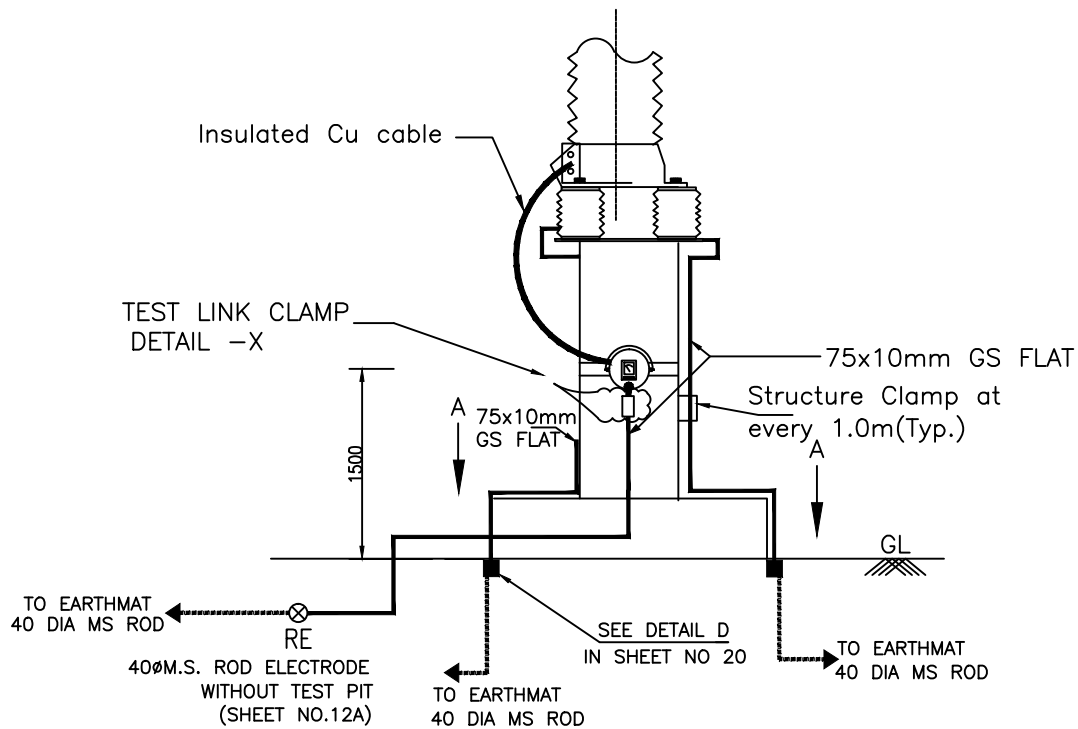 Insulated Cu cable
TEST LINK CLAMP
DETAIL -X
75x10mm GS FLAT
Structure Clamp at
every 1.0m(Typ.)
A
75x10mm
GS FLAT
A
1500
GL
TO EARTHMAT
40 DIA MS ROD
RE
40øM.S. ROD ELECTRODE
WITHOUT TEST PIT
(SHEET NO.12A)
SEE DETAIL D
IN SHEET NO 20
TO EARTHMAT
40 DIA MS ROD
TO EARTHMAT
40 DIA MS ROD